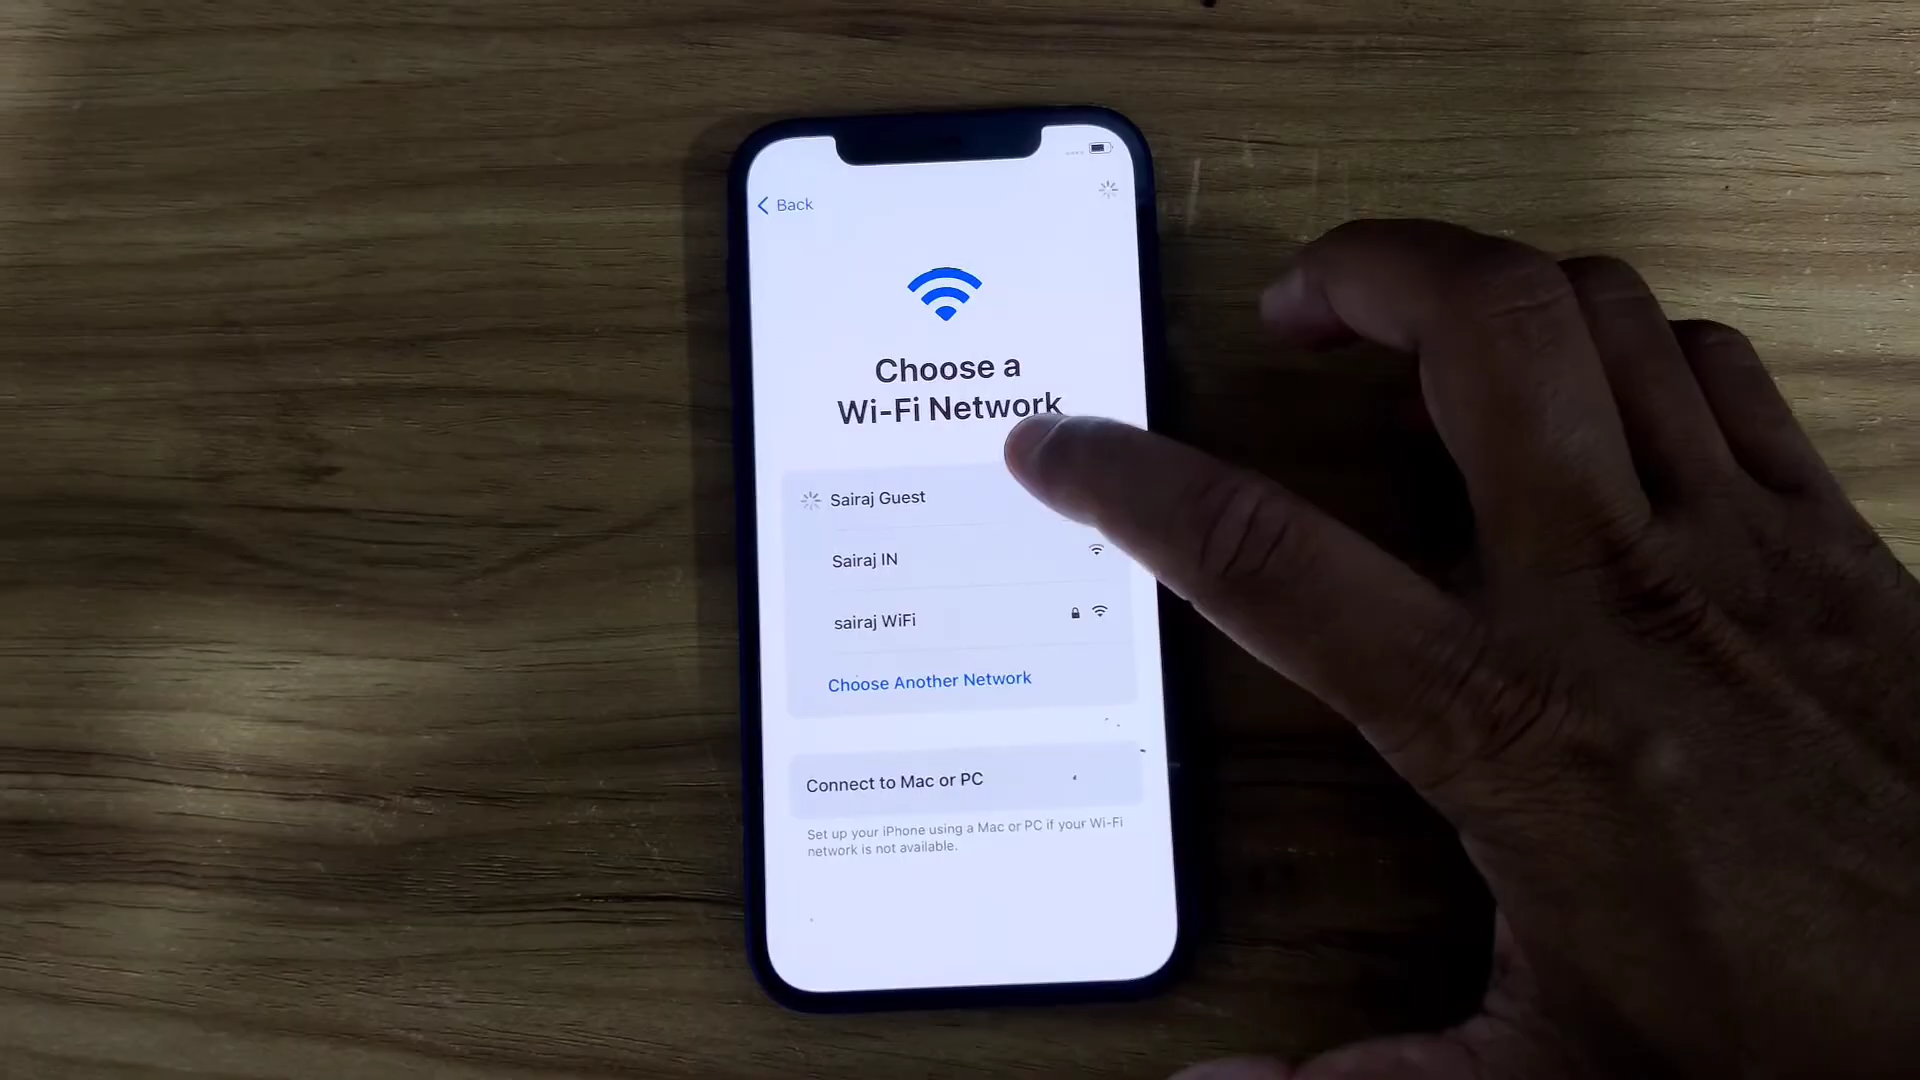 Back
Choose a
Wi-Fi Network
Sairaj Guest
Sairaj IN
sairaj WiFi
Choose Another Network
Connect to Mac or PC
Set up your iPhone using a Mac or PC if your Wi-Fi
network is not available.